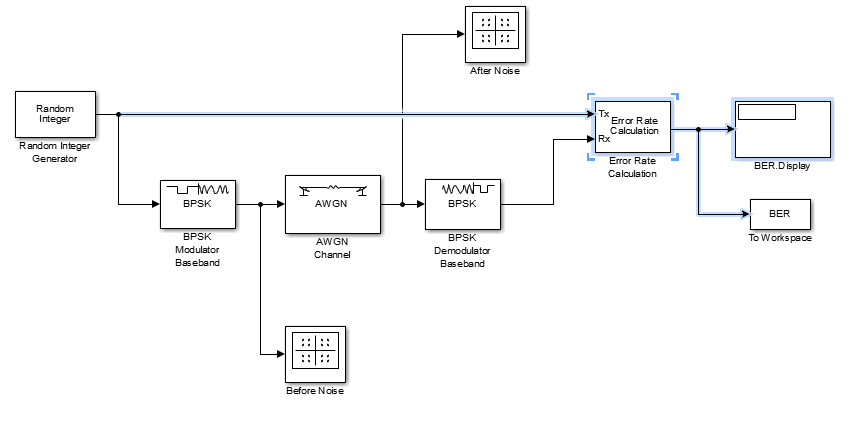 After Noise
Random
Integer
Random Integer
Generator
Tx
Rx
Error Rate
Calculation
Error Rate
Calculation
BER.Display
BPSK
BPSK
Modulator
Baseband
AWGN
AWGN
Channel
BPSK
BPSK
Demodulator
Baseband
BER
To Workspace
Before Noise